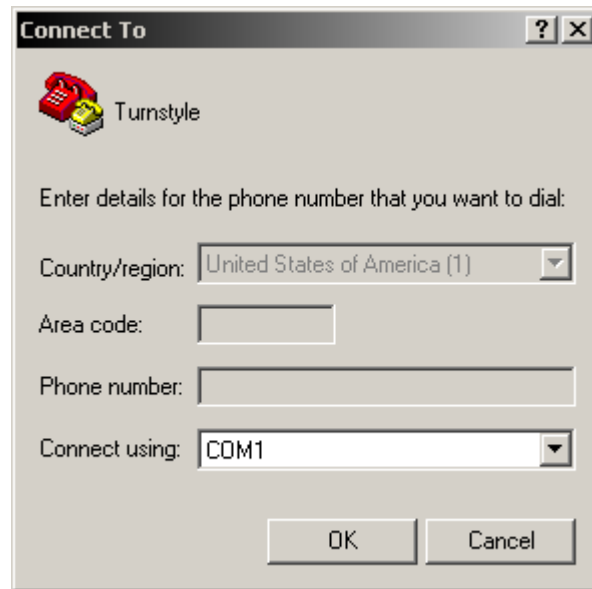 Connect To
Turnstyle
Enter details for the phone number that you want to dial:
Country/region: United States of America (1)
Area code:
Phone number:
Connect using: COM1
OK Cancel